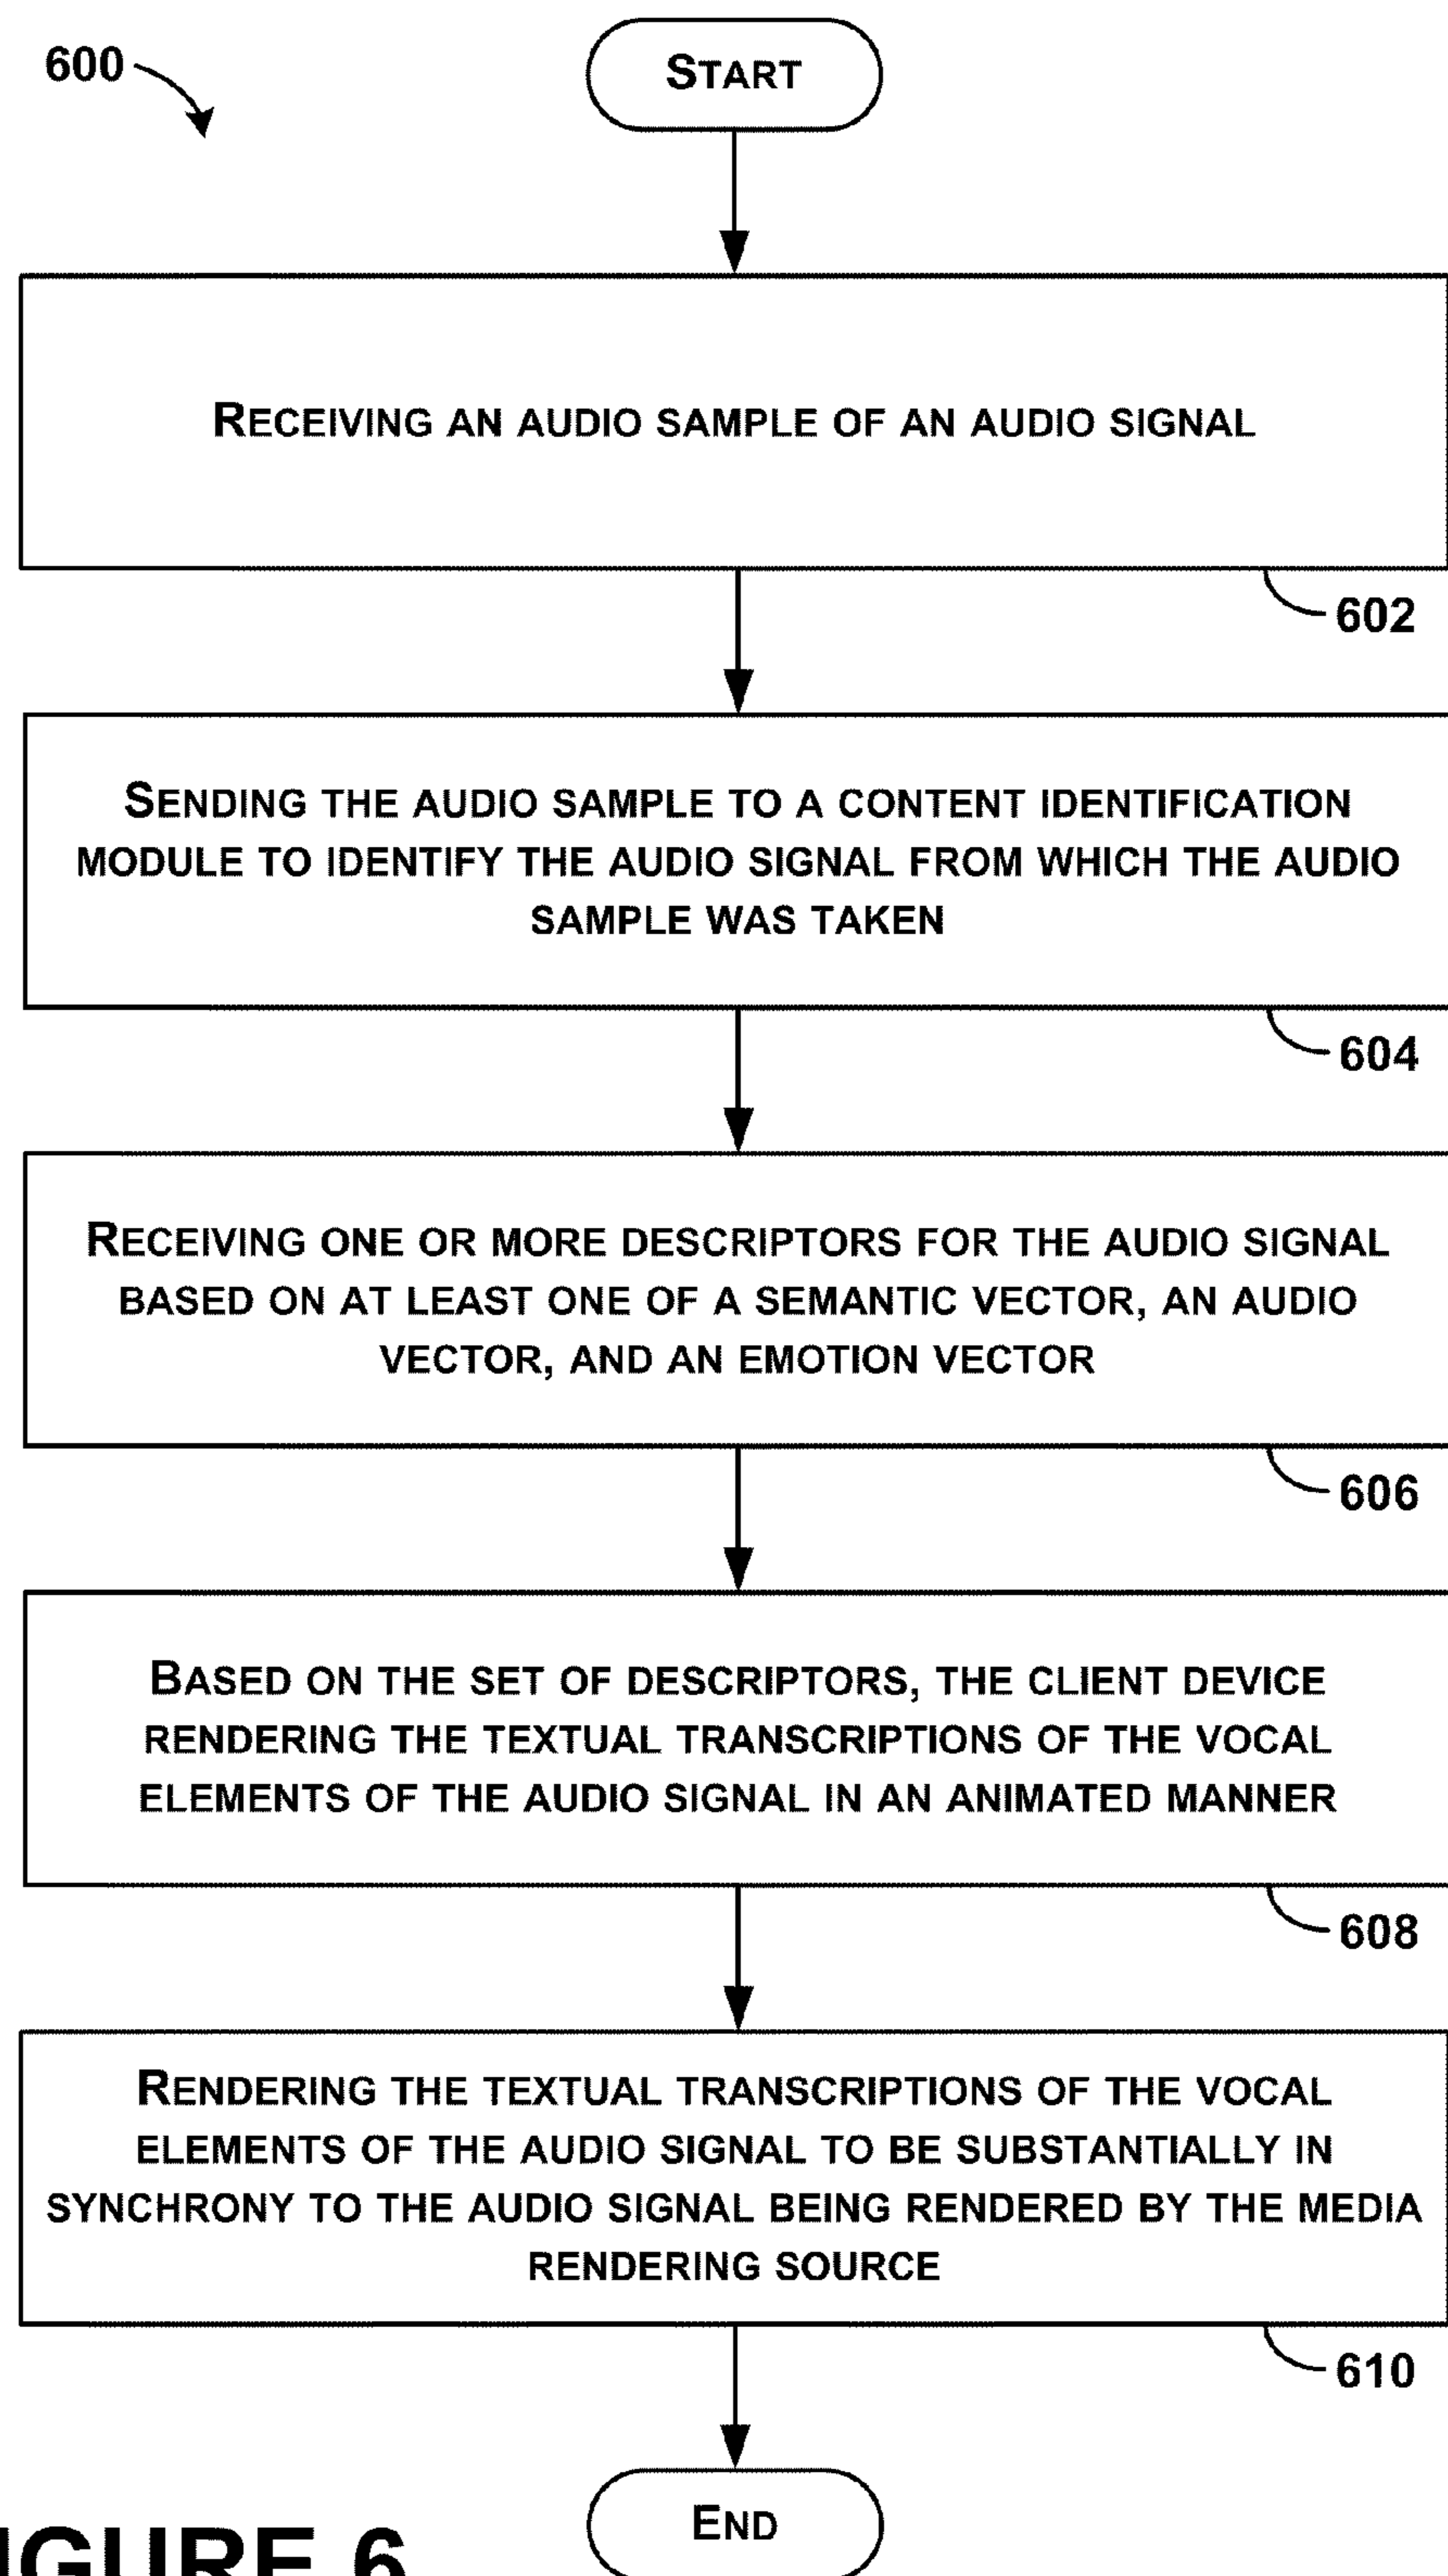 600
START
RECEIVING AN AUDIO SAMPLE OF AN AUDIO SIGNAL
602
SENDING THE AUDIO SAMPLE TO A CONTENT IDENTIFICATION
MODULE TO IDENTIFY THE AUDIO SIGNAL FROM WHICH THE AUDIO
SAMPLE WAS TAKEN
604
RECEIVING ONE OR MORE DESCRIPTORS FOR THE AUDIO SIGNAL
BASED ON AT LEAST ONE OF A SEMANTIC VECTOR, AN AUDIO
VECTOR, AND AN EMOTION VECTOR
606
BASED ON THE SET OF DESCRIPTORS, THE CLIENT DEVICE
RENDERING THE TEXTUAL TRANSCRIPTIONS OF THE VOCAL
ELEMENTS OF THE AUDIO SIGNAL IN AN ANIMATED MANNER
608
RENDERING THE TEXTUAL TRANSCRIPTIONS OF THE VOCAL
ELEMENTS OF THE AUDIO SIGNAL TO BE SUBSTANTIALLY IN
SYNCHRONY TO THE AUDIO SIGNAL BEING RENDERED BY THE MEDIA
RENDERING SOURCE
610
END
IGURE 6